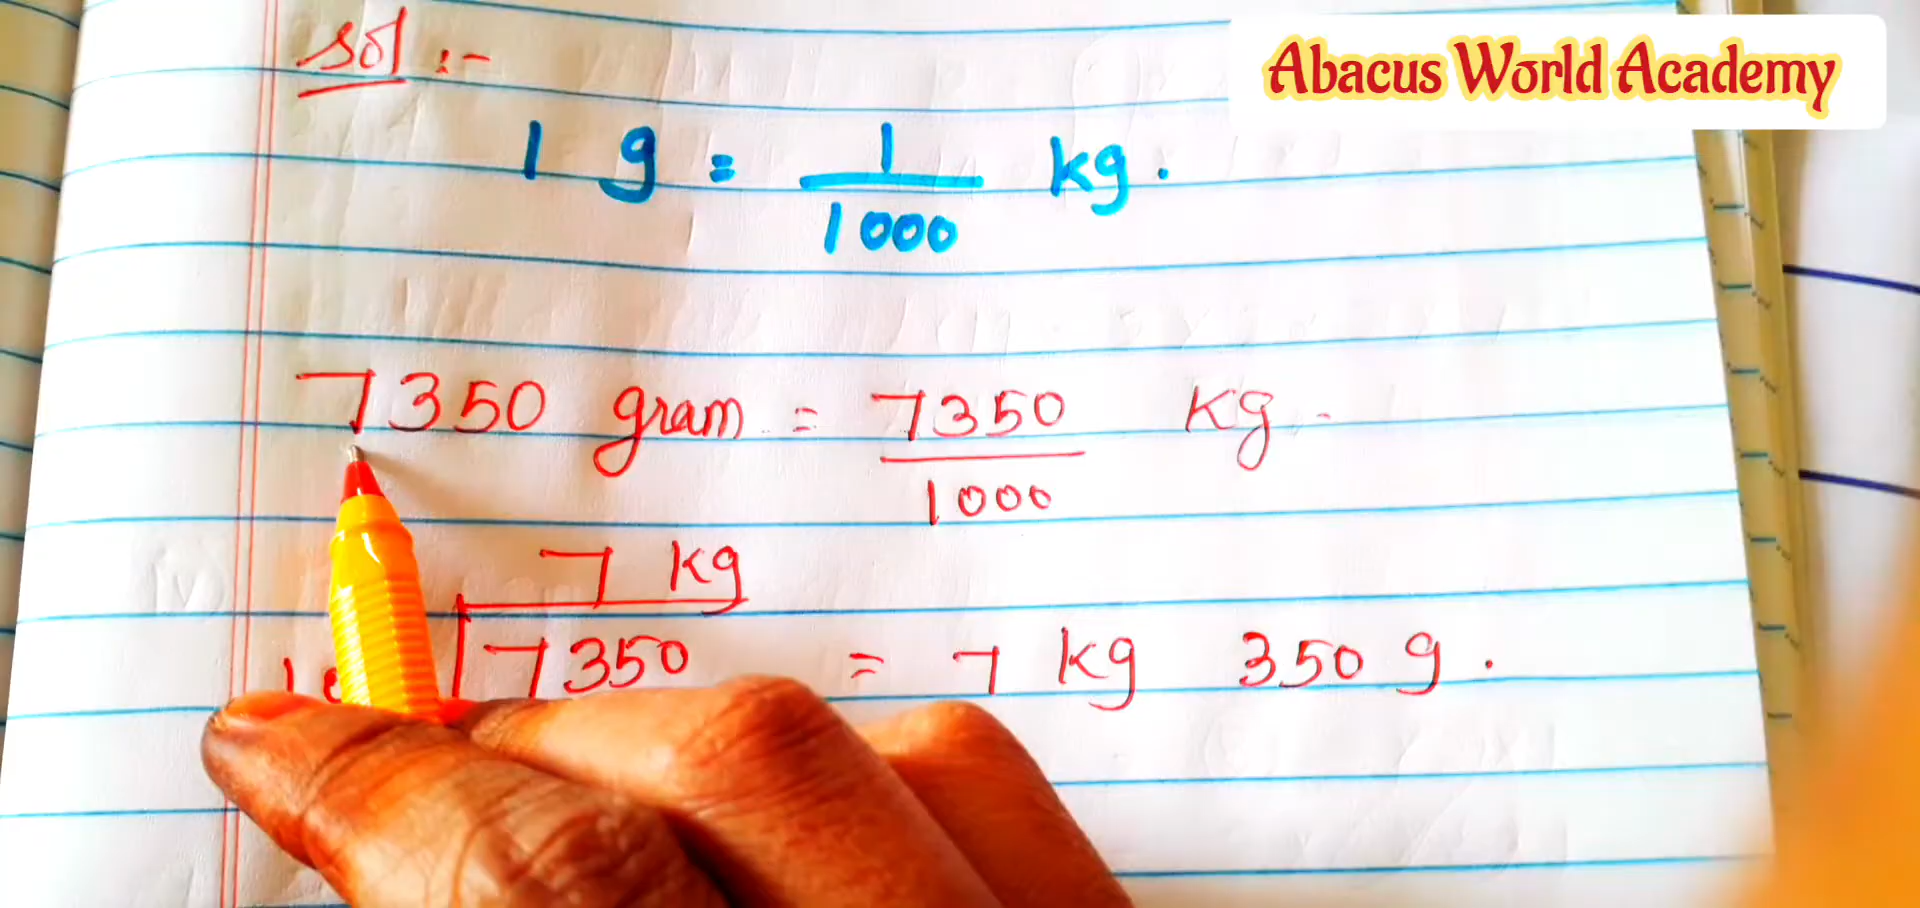 Abacus World Academy
Sol :-
1 g = 1/1000 kg.
7350 gram = 7350/1000 Kg.
7 kg
7350 = 7 kg 350 g.